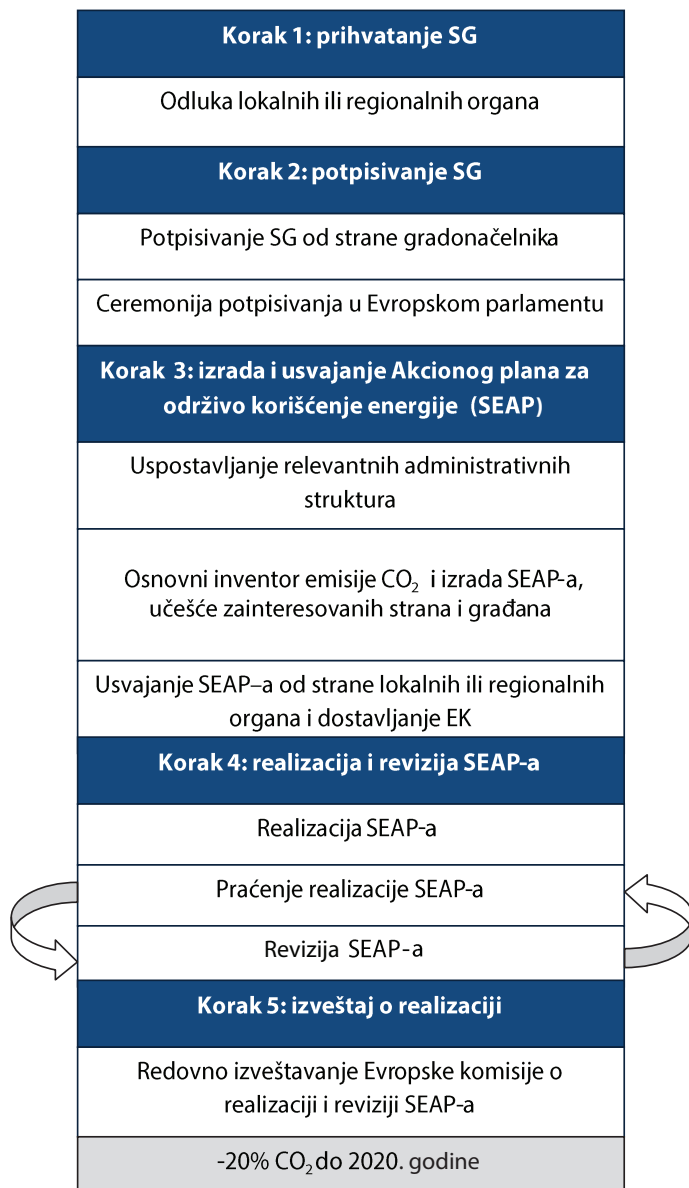 Korak 1: prihvatanje SG
Odluka lokalnih ili regionalnih organa
Korak 2: potpisivanje SG
Potpisivanje SG od strane gradonačelnika
Ceremonija potpisivanja u Evropskom parlamentu
Korak 3: izrada i usvajanje Akcionog plana za
održivo korišćenje energije (SEAP)
Uspostavljanje relevantnih administrativnih
struktura
Osnovni inventor emisije CO₂ i izrada SEAP-a,
učešće zainteresovanih strana i građana
Usvajanje SEAP–a od strane lokalnih ili regionalnih
organa i dostavljanje EK
Korak 4: realizacija i revizija SEAP-a
Realizacija SEAP-a
Praćenje realizacije SEAP-a
Revizija SEAP-a
Korak 5: izveštaj o realizaciji
Redovno izveštavanje Evropske komisije o
realizaciji i reviziji SEAP-a
-20% CO₂ do 2020. godine